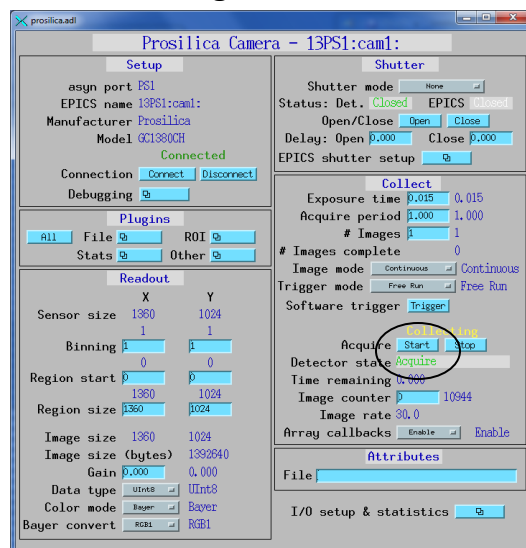 prosilica.adl
Prosilica Camera - 13PS1:cam1:
Setup
asyn port PS1
EPICS name 13PS1:cam1:
Manufacturer Prosilica
Model GC1380CH
Connected
Connection Connect Disconnect
Debugging
Plugins
All File ROI
Stats Other
Readout
X Y
Sensor size 1360 1024
1 1
Binning 1 1
0 0
Region start 0 0
1360 1024
Region size 1360 1024
Image size 1360 1024
Image size (bytes) 1392640
Gain 0.000 0.000
Data type UInt8 UInt8
Color mode Bayer Bayer
Bayer convert RGB1 RGB1
Shutter
Shutter mode None
Status: Det. Closed EPICS Closed
Open/Close Open Close
Delay: Open 0.000 Close 0.000
EPICS shutter setup
Collect
Exposure time 0.015 0.015
Acquire period 1.000 1.000
# Images 1 1
# Images complete 0
Image mode Continuous Continuous
Trigger mode Free Run Free Run
Software trigger Trigger
Collecting
Acquire Start Stop
Detector state Acquire
Time remaining 0.000
Image counter 0 10944
Image rate 30.0
Array callbacks Enable Enable
Attributes
File
I/O setup & statistics